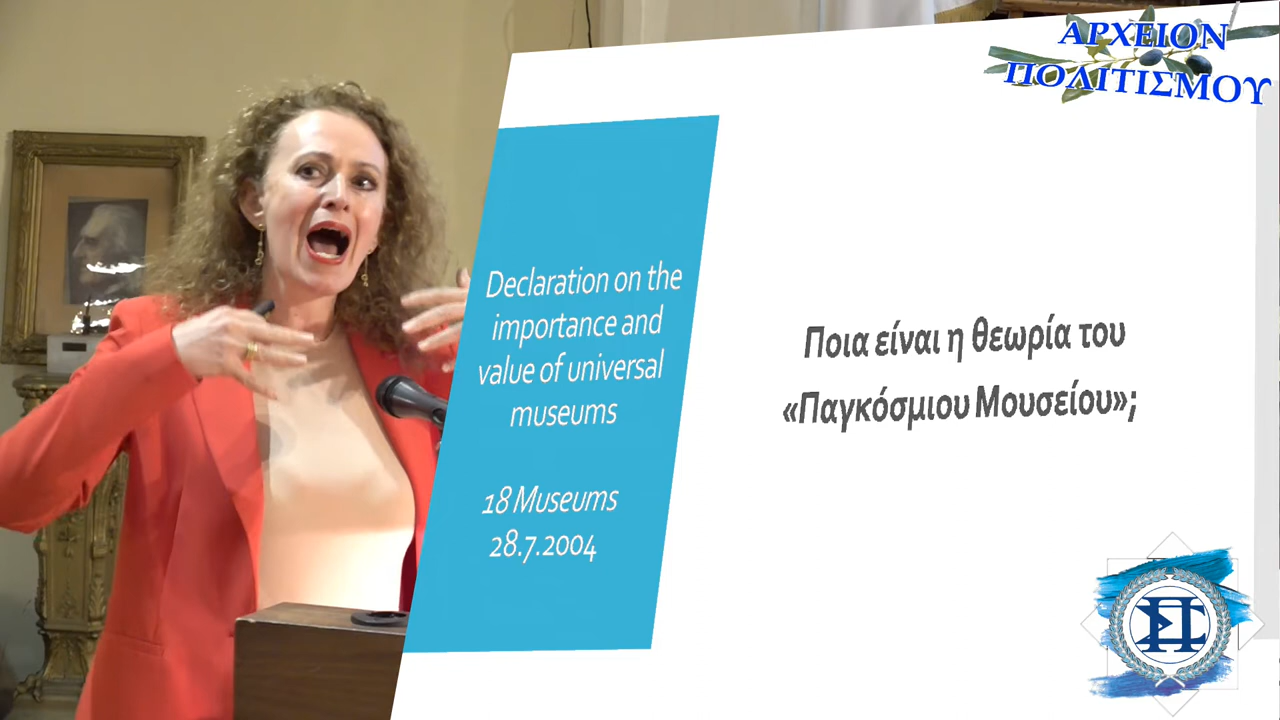 ΑΡΧΕΙΟΝ
ΠΟΛΙΤΙΣΜΟΥ
Declaration on the
importance and
value of universal
museums
18 Museums
28.7.2004
Ποια είναι η θεωρία του
«Παγκόσμιου Μουσείου»;